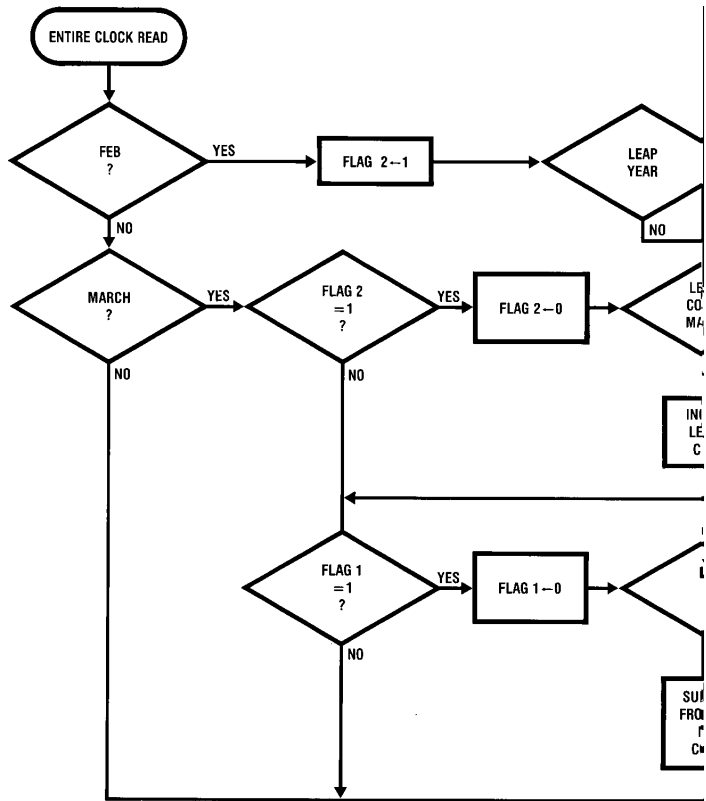 ENTIRE CLOCK READ
FEB
?
YES
FLAG 2←1
LEAP
YEAR
NO
NO
MARCH
?
YES
FLAG 2
=1
?
YES
FLAG 2←0
NO
NO
FLAG 1
=1
?
YES
FLAG 1←0
NO